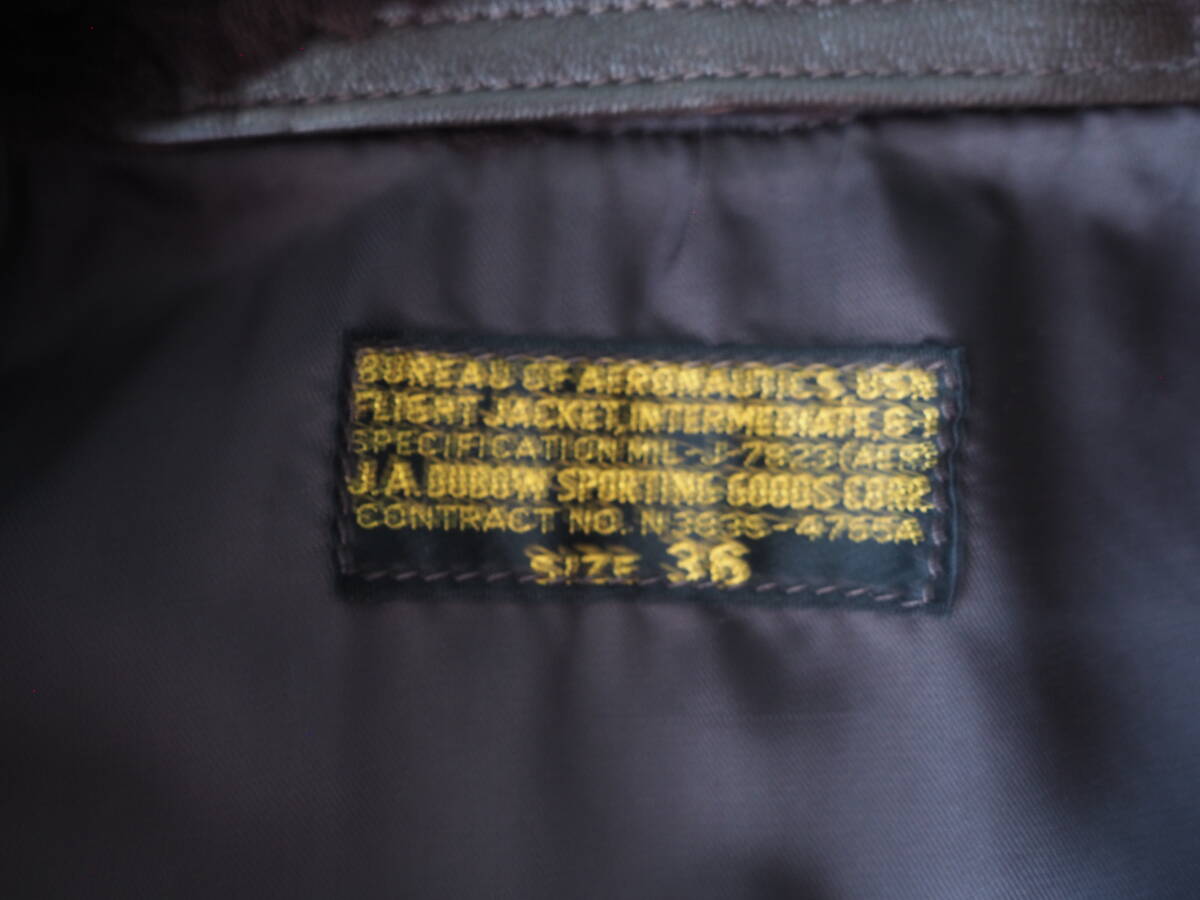 BUREAU OF AERONAUTICS, USN
FLIGHT JACKET, INTERMEDIATE, G-1
SPECIFICATION MIL-J-7823(AER)
J.A. DUBOW SPORTING GOODS CORP.
CONTRACT NO. N383S-4765A
SIZE 36